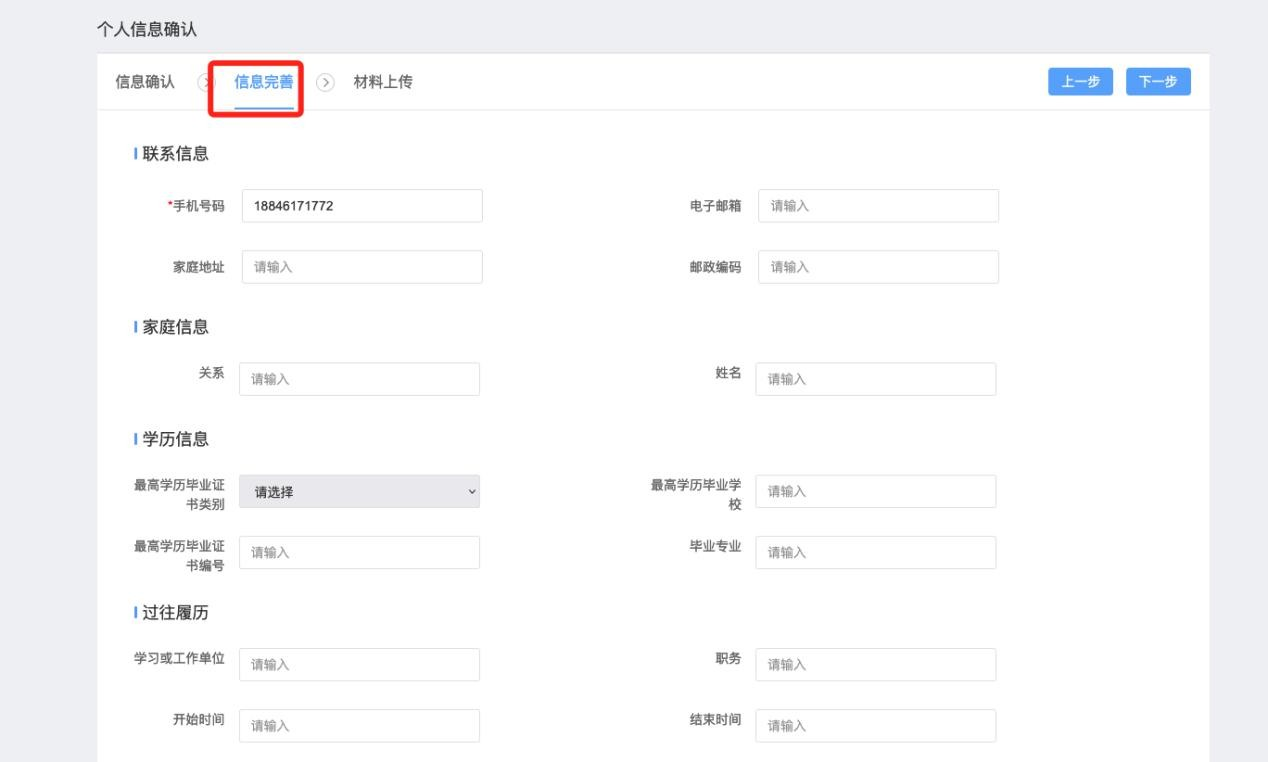 个人信息确认
信息确认 信息完善 材料上传 上一步 下一步
联系信息
*手机号码 18846171772 电子邮箱 请输入
家庭地址 请输入 邮政编码 请输入
家庭信息
关系 请输入 姓名 请输入
学历信息
最高学历毕业证 请选择 最高学历毕业学 请输入
书类别 校
最高学历毕业证 请输入 毕业专业 请输入
书编号
过往履历
学习或工作单位 请输入 职务 请输入
开始时间 请输入 结束时间 请输入